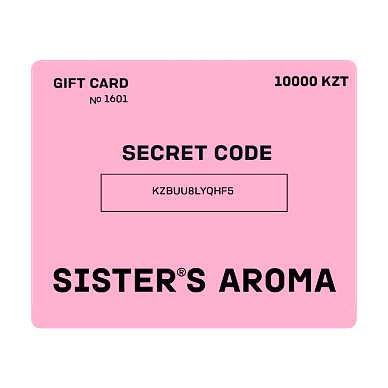 GIFT CARD
10000 KZT
№ 1601
SECRET CODE
KZBUU8LYQHF5
SISTER®S AROMA